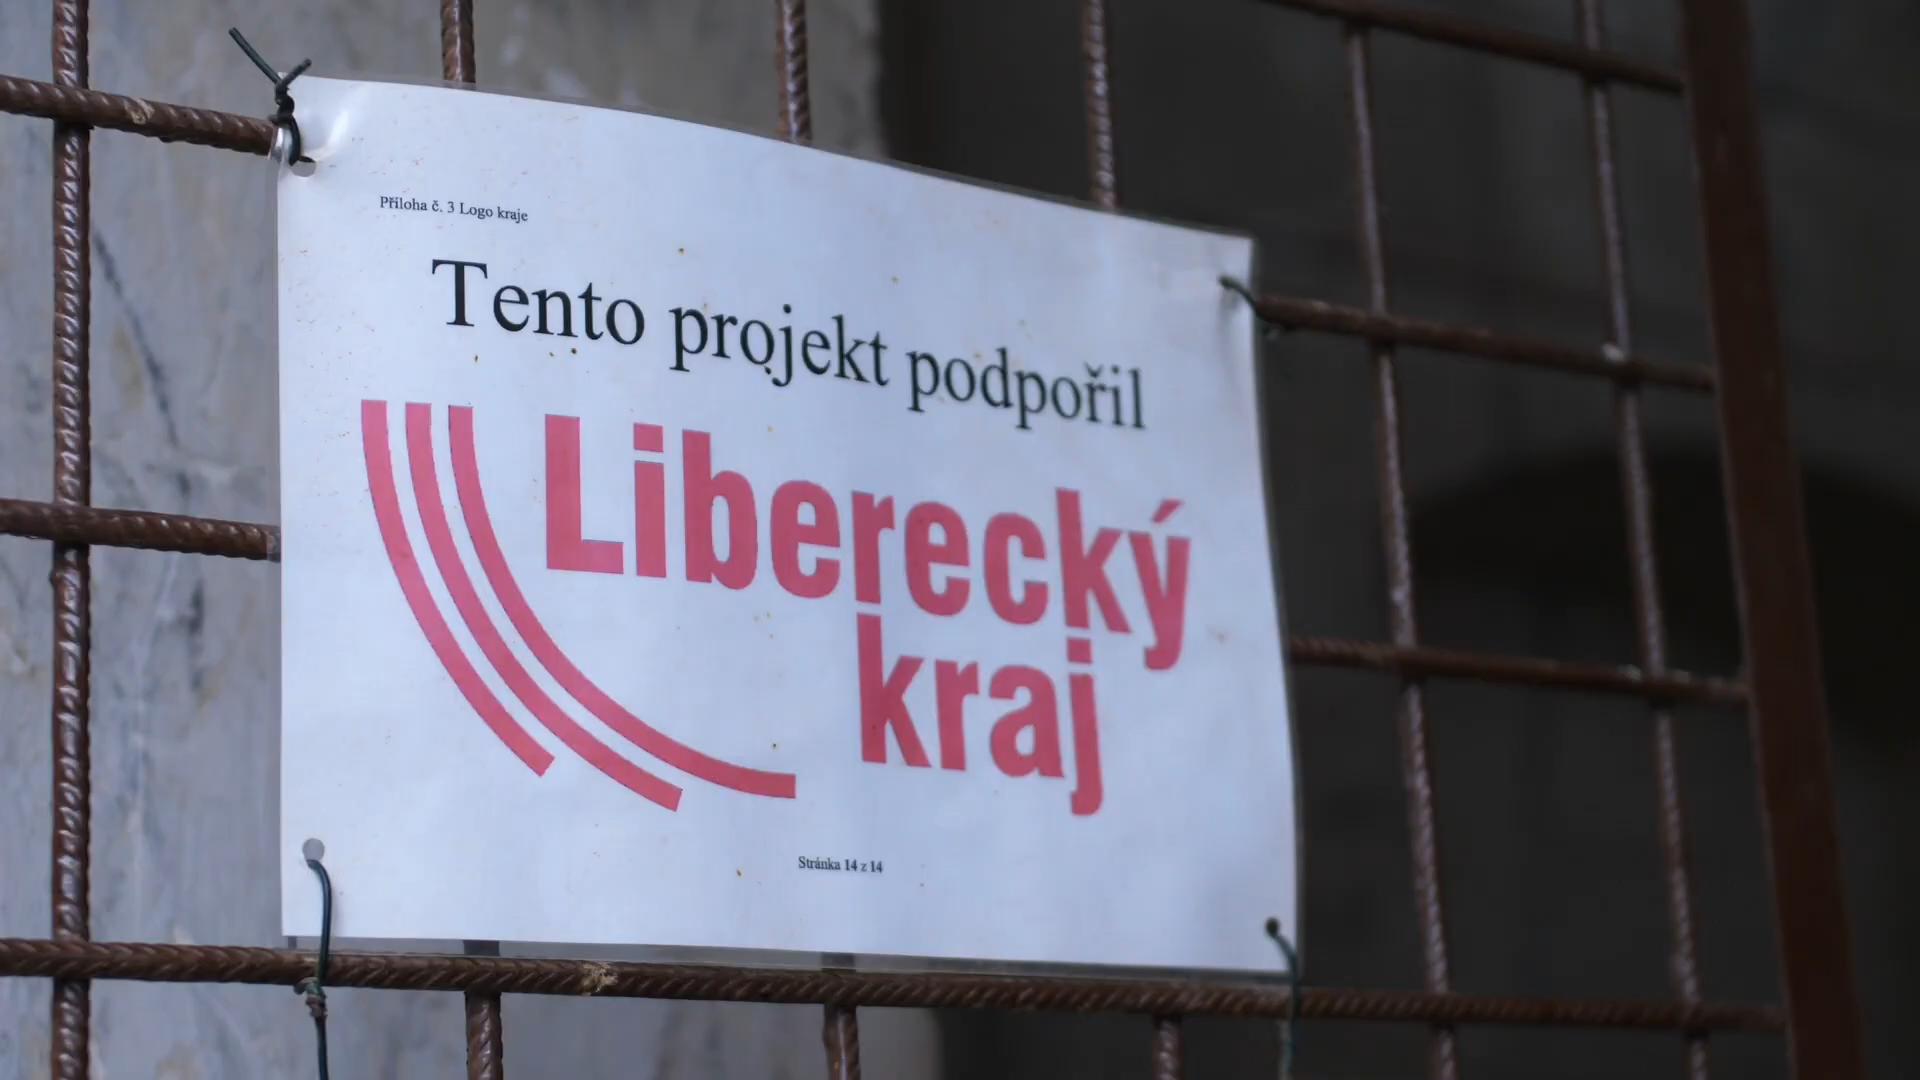 Příloha č. 3 Logo kraje
Tento projekt podpořil
Liberecký
kraj
Stránka 14 z 14